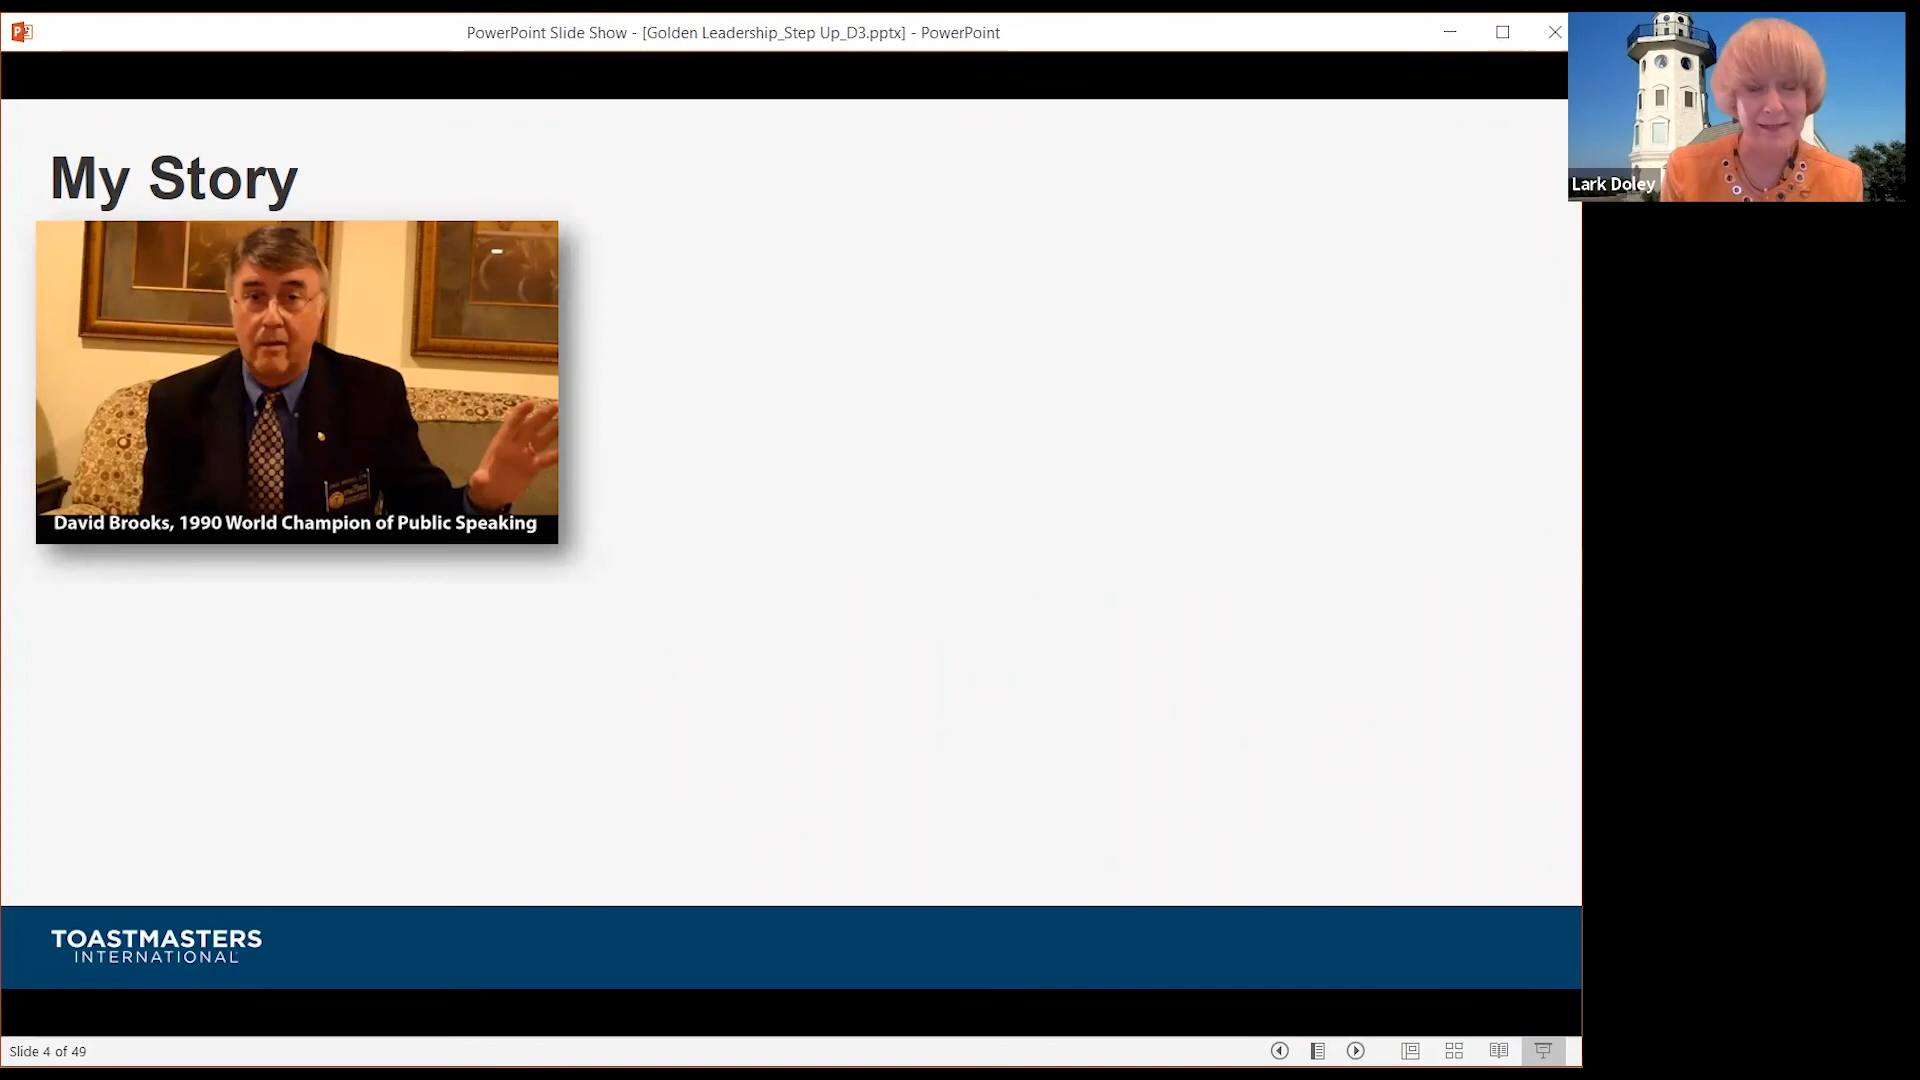 PowerPoint Slide Show - [Golden Leadership_Step Up_D3.pptx] - PowerPoint
Lark Doley
My Story
David Brooks, 1990 World Champion of Public Speaking
TOASTMASTERS
INTERNATIONAL
Slide 4 of 49